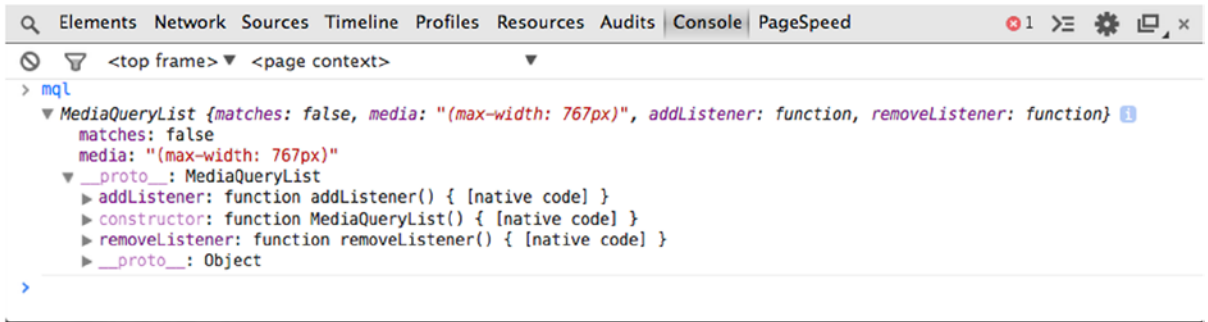 Elements Network Sources Timeline Profiles Resources Audits Console PageSpeed 1
<top frame> <page context>
> mql
MediaQueryList {matches: false, media: "(max-width: 767px)", addListener: function, removeListener: function} i
matches: false
media: "(max-width: 767px)"
__proto__: MediaQueryList
addListener: function addListener() { [native code] }
constructor: function MediaQueryList() { [native code] }
removeListener: function removeListener() { [native code] }
__proto__: Object
>